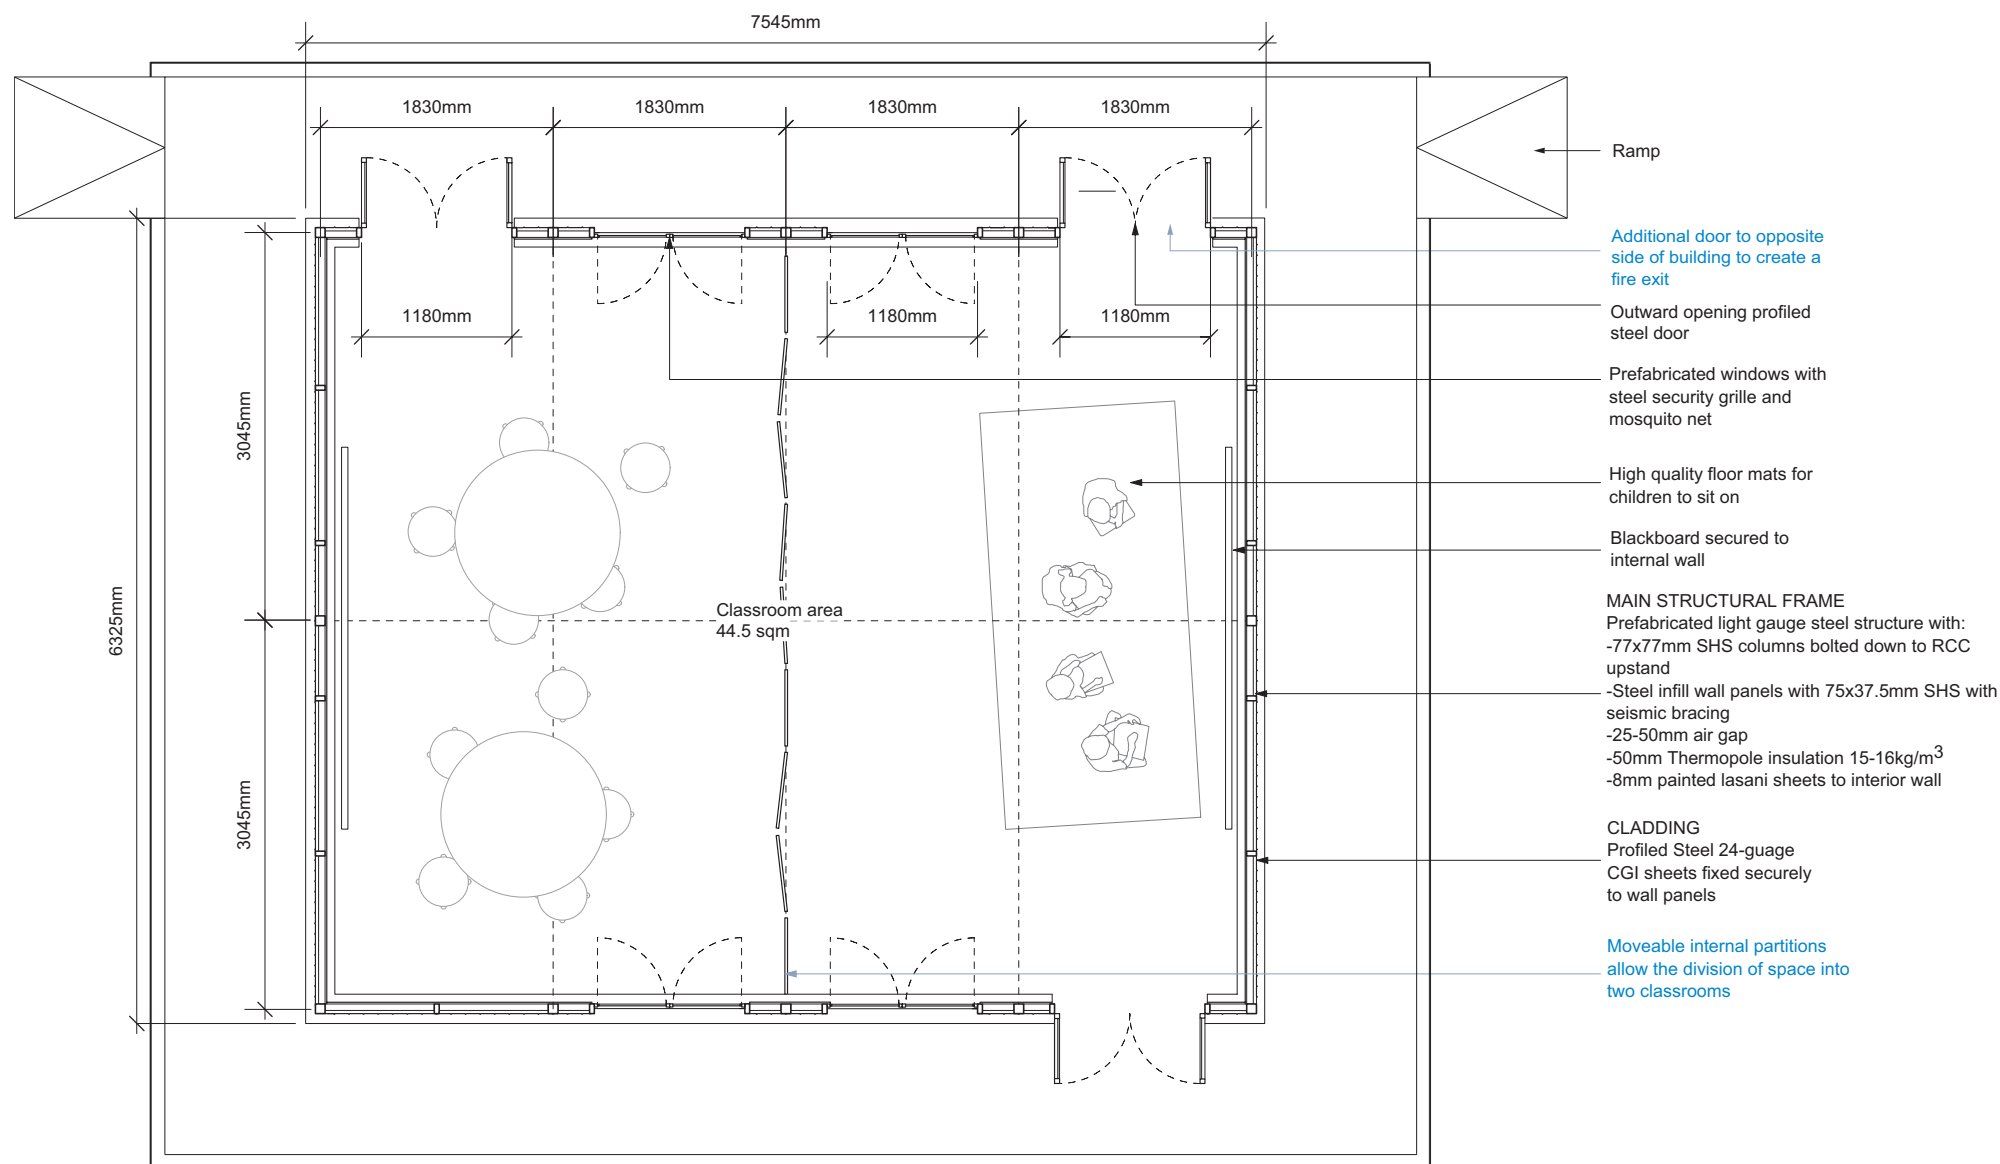 7545mm
1830mm
1830mm
1830mm
1830mm
Ramp
Additional door to opposite
side of building to create a
fire exit
1180mm
1180mm
1180mm
Outward opening profiled
steel door
Prefabricated windows with
steel security grille and
mosquito net
3045mm
High quality floor mats for
children to sit on
Blackboard secured to
internal wall
6325mm
Classroom area
44.5 sqm
MAIN STRUCTURAL FRAME
Prefabricated light gauge steel structure with:
-77x77mm SHS columns bolted down to RCC
upstand
-Steel infill wall panels with 75x37.5mm SHS with
seismic bracing
-25-50mm air gap
-50mm Thermopole insulation 15-16kg/m³
-8mm painted lasani sheets to interior wall
3045mm
CLADDING
Profiled Steel 24-guage
CGI sheets fixed securely
to wall panels
Moveable internal partitions
allow the division of space into
two classrooms